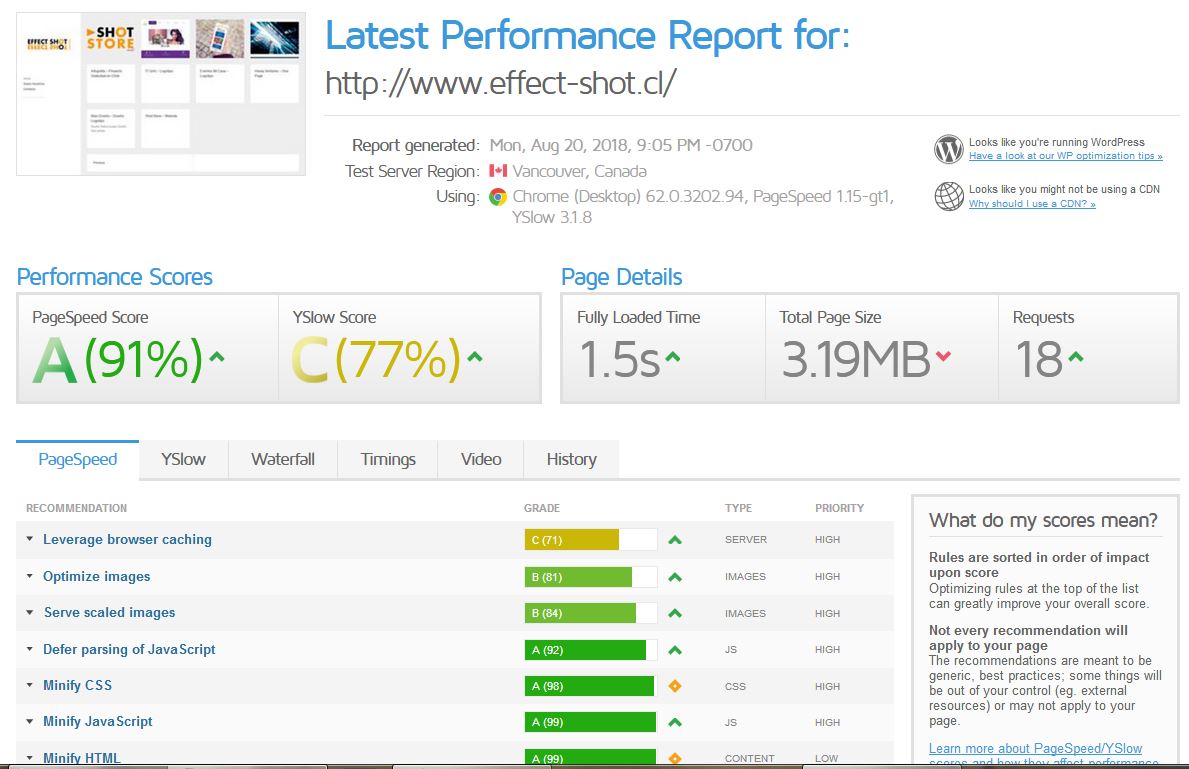 EFFECT SHOT
SHOT
STORE
Latest Performance Report for:
http://www.effect-shot.cl/
Report generated: Mon, Aug 20, 2018, 9:05 PM -0700
Test Server Region: Vancouver, Canada
Using: Chrome (Desktop) 62.0.3202.94, PageSpeed 1.15-gt1,
YSlow 3.1.8
Looks like you're running WordPress
Have a look at our WP optimization tips »
Looks like you might not be using a CDN
Why should I use a CDN? »
Performance Scores
PageSpeed Score
A (91%)
YSlow Score
C (77%)
Page Details
Fully Loaded Time
1.5s
Total Page Size
3.19MB
Requests
18
PageSpeed YSlow Waterfall Timings Video History
RECOMMENDATION GRADE TYPE PRIORITY
Leverage browser caching C (71) SERVER HIGH
Optimize images B (81) IMAGES HIGH
Serve scaled images B (84) IMAGES HIGH
Defer parsing of JavaScript A (92) JS HIGH
Minify CSS A (98) CSS HIGH
Minify JavaScript A (99) JS HIGH
Minify HTML A (99) CONTENT LOW
What do my scores mean?
Rules are sorted in order of impact
upon score
Optimizing rules at the top of the list
can greatly improve your overall score.
Not every recommendation will
apply to your page
The recommendations are meant to be
generic, best practices; some things will
be out of your control (eg. external
resources) or may not apply to your
page.
Learn more about PageSpeed/YSlow
scores and how they affect performance